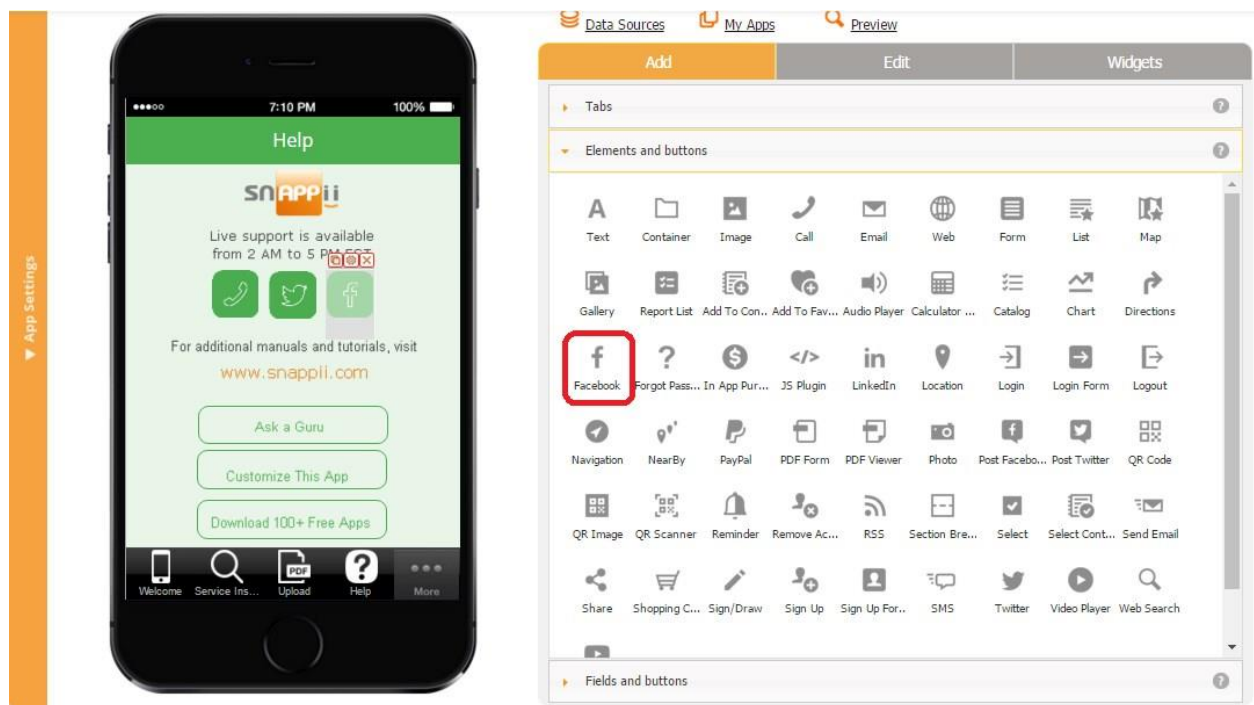 Data Sources My Apps Preview
Add Edit Widgets
Tabs
Elements and buttons
Text Container Image Call Email Web Form List Map
Gallery Report List Add To Con... Add To Fav... Audio Player Calculator ... Catalog Chart Directions
Facebook Forgot Pass... In App Pur... JS Plugin LinkedIn Location Login Login Form Logout
Navigation NearBy PayPal PDF Form PDF Viewer Photo Post Facebo... Post Twitter QR Code
QR Image QR Scanner Reminder Remove Ac... RSS Section Bre... Select Select Cont... Send Email
Share Shopping C... Sign/Draw Sign Up Sign Up For... SMS Twitter Video Player Web Search
Fields and buttons
App Settings
7:10 PM 100%
Help
snAPPii
Live support is available
from 2 AM to 5 PM EST
For additional manuals and tutorials, visit
www.snappii.com
Ask a Guru
Customize This App
Download 100+ Free Apps
PDF
Welcome Service Ins... Upload Help More